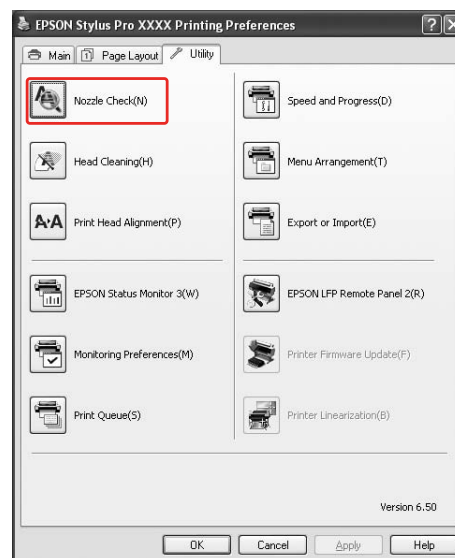 EPSON Stylus Pro XXXX Printing Preferences
Main
Page Layout
Utility
Nozzle Check(N)
Speed and Progress(D)
Head Cleaning(H)
Menu Arrangement(T)
Print Head Alignment(P)
Export or Import(E)
EPSON Status Monitor 3(W)
EPSON LFP Remote Panel 2(R)
Monitoring Preferences(M)
Printer Firmware Update(F)
Print Queue(S)
Printer Linearization(B)
Version 6.50
OK
Cancel
Apply
Help